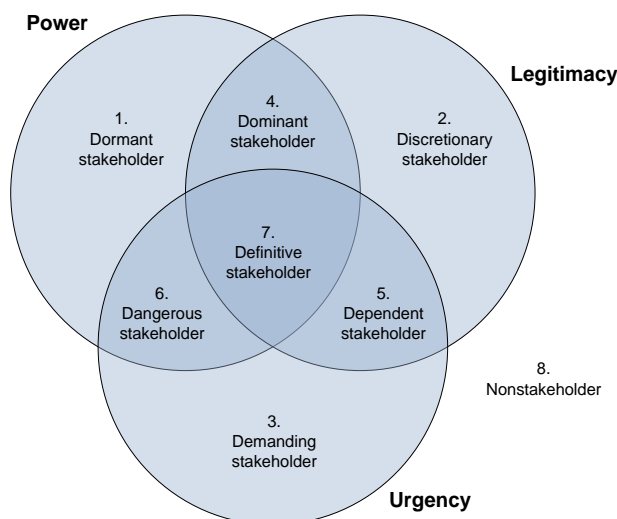 Power
Legitimacy
1.
Dormant
stakeholder
4.
Dominant
stakeholder
2.
Discretionary
stakeholder
7.
Definitive
stakeholder
6.
Dangerous
stakeholder
5.
Dependent
stakeholder
8.
Nonstakeholder
3.
Demanding
stakeholder
Urgency